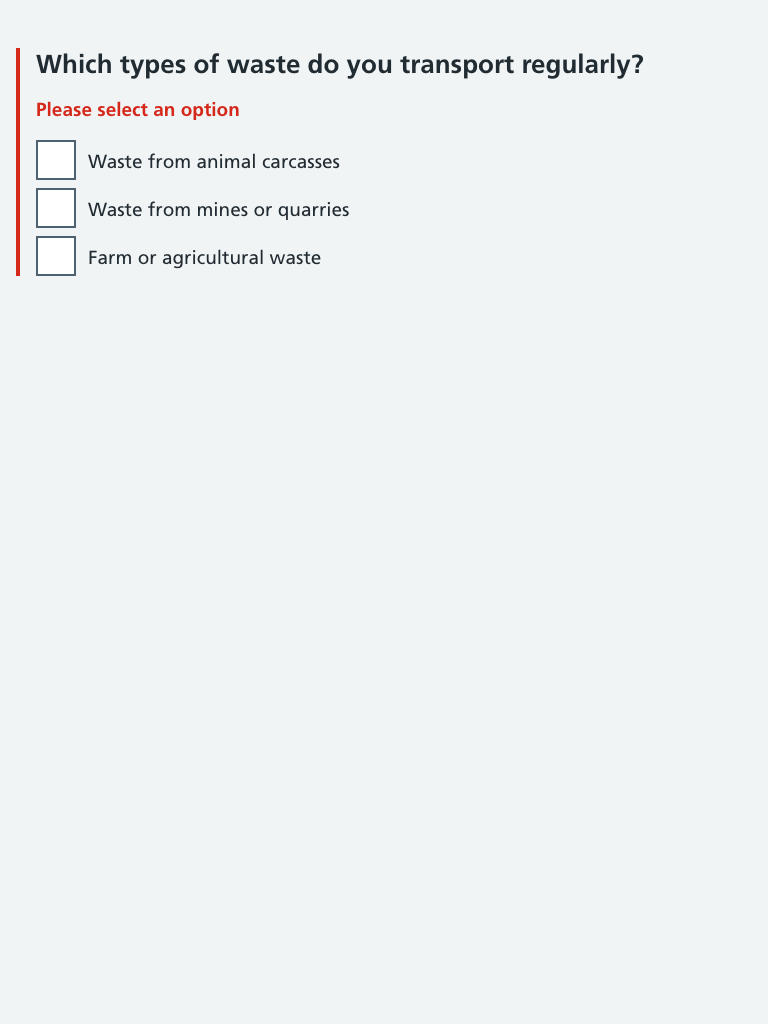 Which types of waste do you transport regularly?
Please select an option
Waste from animal carcasses
Waste from mines or quarries
Farm or agricultural waste